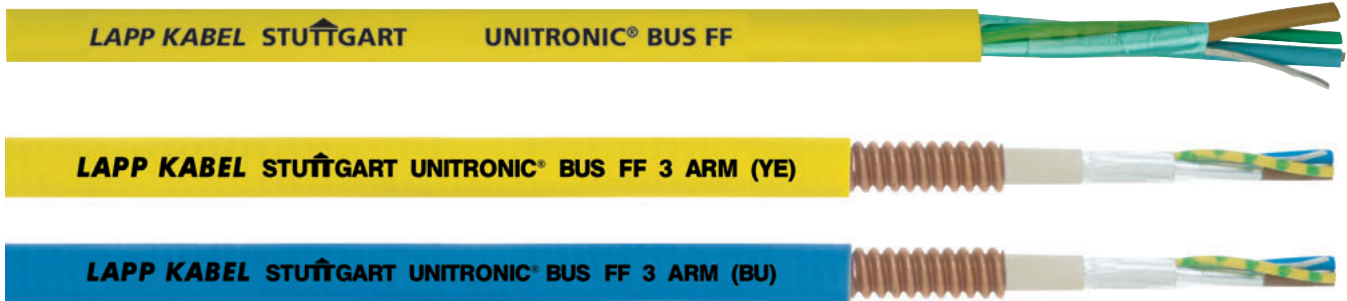 LAPP KABEL STUTTGART UNITRONIC® BUS FF
LAPP KABEL STUTTGART UNITRONIC® BUS FF 3 ARM (YE)
LAPP KABEL STUTTGART UNITRONIC® BUS FF 3 ARM (BU)